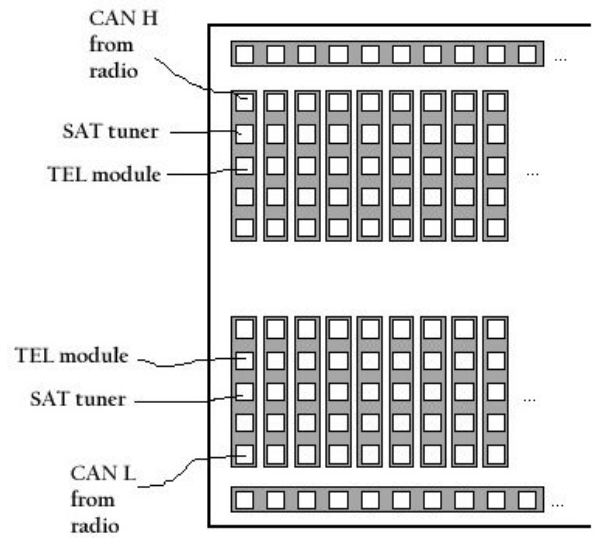 CAN H
from
radio
...
SAT tuner
TEL module
...
TEL module
SAT tuner
...
CAN L
from
radio
...